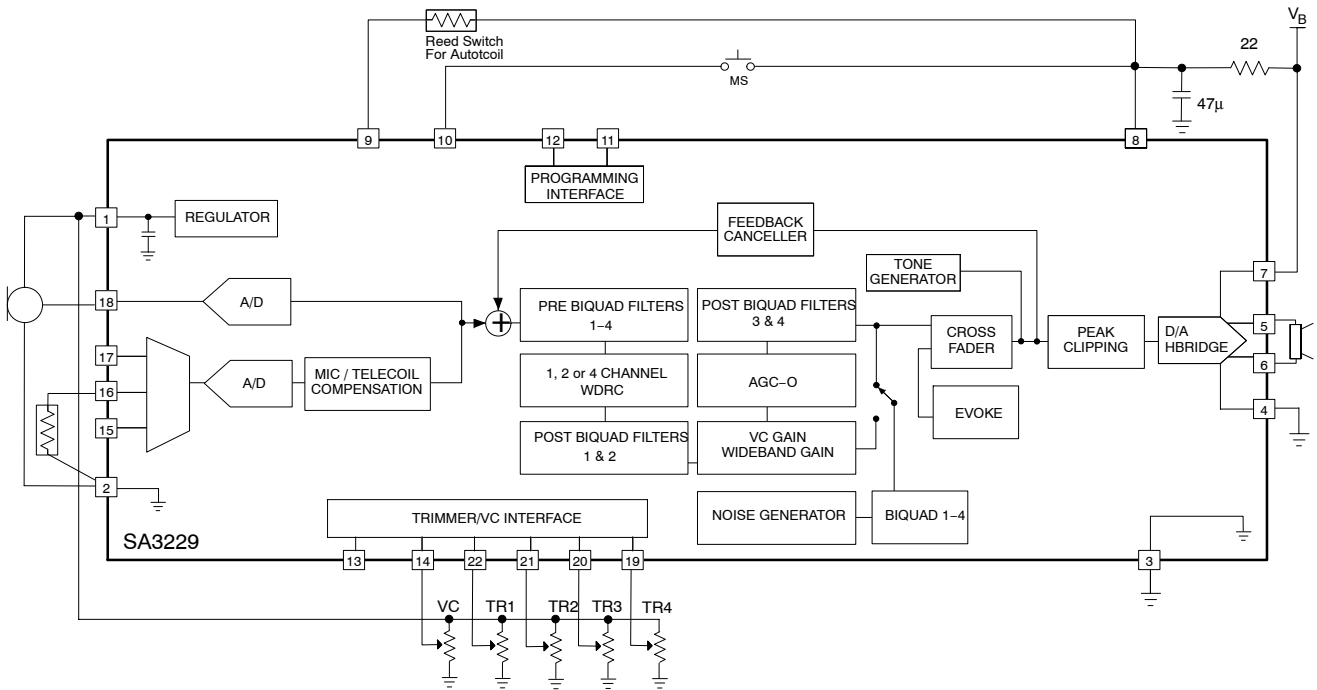 V_B
Reed Switch
For Autotcoil
22
MS
47μ
9
10
12
11
8
PROGRAMMING
INTERFACE
1
REGULATOR
FEEDBACK
CANCELLER
TONE
GENERATOR
7
18
A/D
+
PRE BIQUAD FILTERS
1–4
POST BIQUAD FILTERS
3 & 4
CROSS
FADER
PEAK
CLIPPING
D/A
HBRIDGE
5
6
17
16
15
A/D
MIC / TELECOIL
COMPENSATION
1, 2 or 4 CHANNEL
WDRC
AGC–O
EVOKE
4
POST BIQUAD FILTERS
1 & 2
VC GAIN
WIDEBAND GAIN
2
NOISE GENERATOR
BIQUAD 1–4
TRIMMER/VC INTERFACE
SA3229
13
14
22
21
20
19
3
VC
TR1
TR2
TR3
TR4